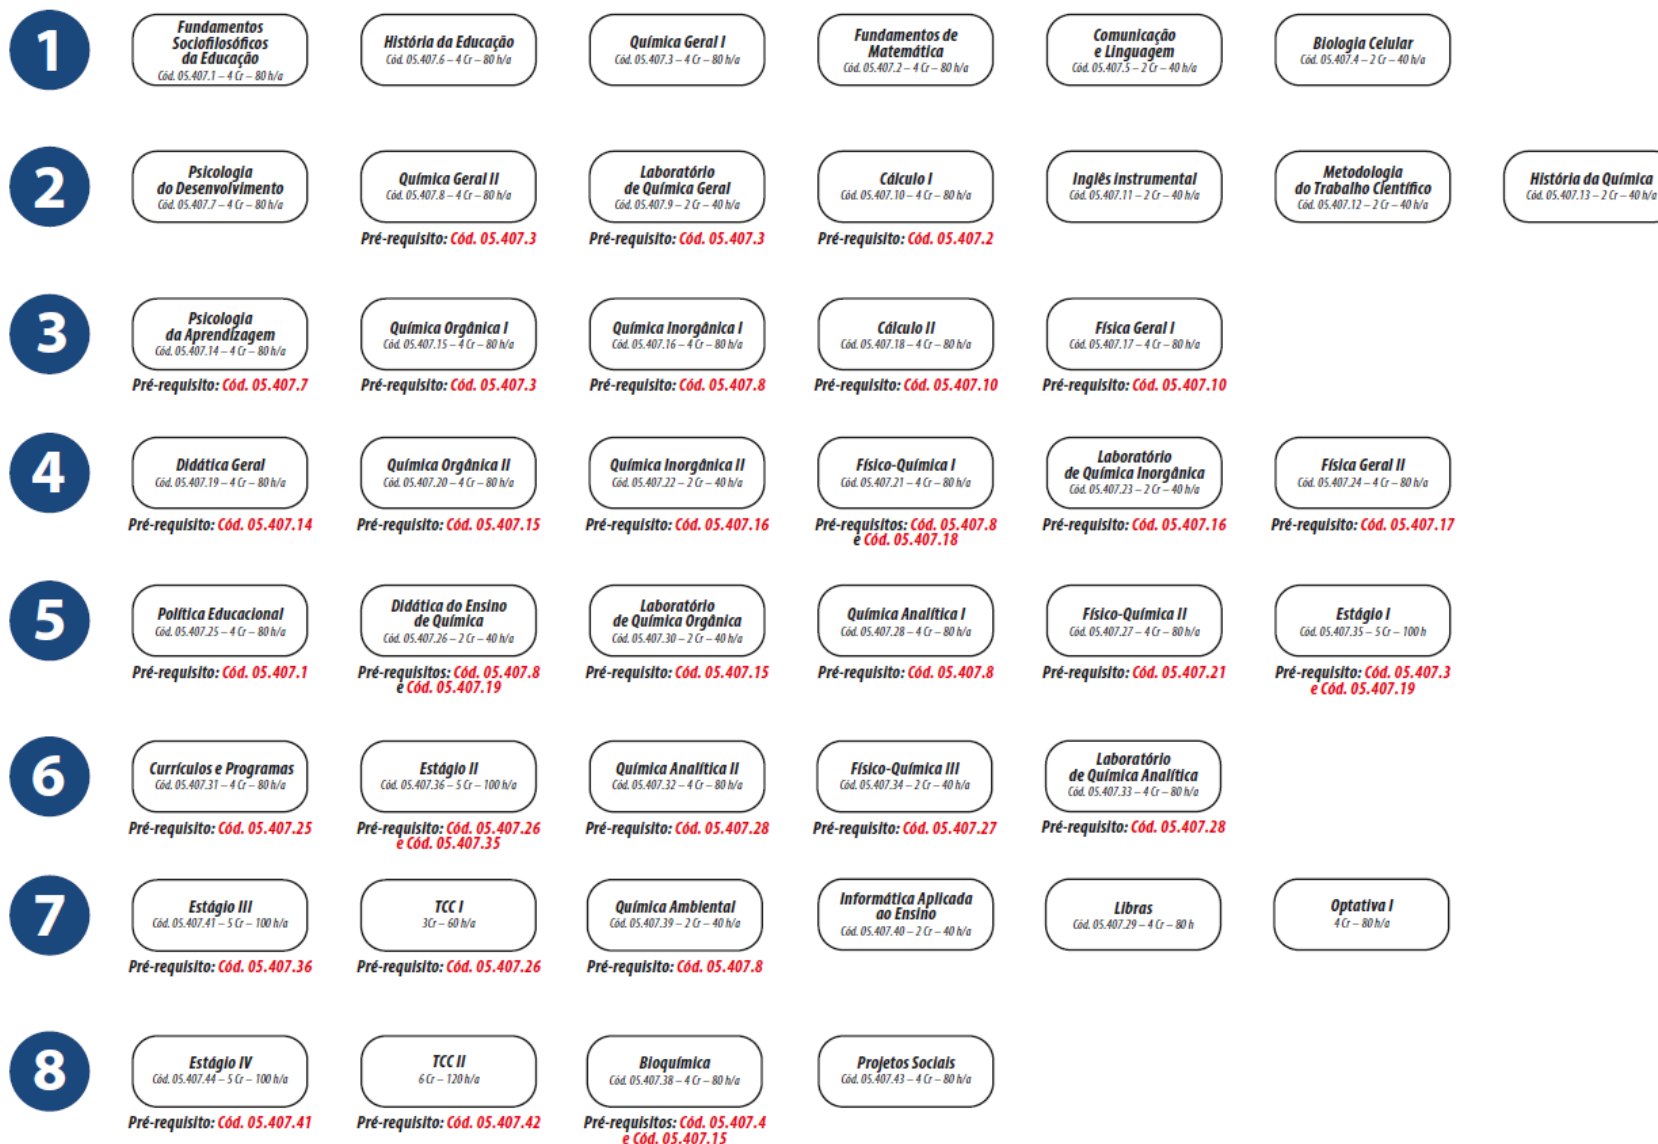 1
Fundamentos
Sociofilosóficos
da Educação
Cód. 05.407.1 – 4 Cr – 80 h/a
História da Educação
Cód. 05.407.6 – 4 Cr – 80 h/a
Química Geral I
Cód. 05.407.3 – 4 Cr – 80 h/a
Fundamentos de
Matemática
Cód. 05.407.2 – 4 Cr – 80 h/a
Comunicação
e Linguagem
Cód. 05.407.5 – 2 Cr – 40 h/a
Biologia Celular
Cód. 05.407.4 – 2 Cr – 40 h/a
2
Psicologia
do Desenvolvimento
Cód. 05.407.7 – 4 Cr – 80 h/a
Química Geral II
Cód. 05.407.8 – 4 Cr – 80 h/a
Pré-requisito: Cód. 05.407.3
Laboratório
de Química Geral
Cód. 05.407.9 – 2 Cr – 40 h/a
Pré-requisito: Cód. 05.407.3
Cálculo I
Cód. 05.407.10 – 4 Cr – 80 h/a
Pré-requisito: Cód. 05.407.2
Inglês instrumental
Cód. 05.407.11 – 2 Cr – 40 h/a
Metodologia
do Trabalho Científico
Cód. 05.407.12 – 2 Cr – 40 h/a
História da Química
Cód. 05.407.13 – 2 Cr – 40 h/a
3
Psicologia
da Aprendizagem
Cód. 05.407.14 – 4 Cr – 80 h/a
Pré-requisito: Cód. 05.407.7
Química Orgânica I
Cód. 05.407.15 – 4 Cr – 80 h/a
Pré-requisito: Cód. 05.407.3
Química Inorgânica I
Cód. 05.407.16 – 4 Cr – 80 h/a
Pré-requisito: Cód. 05.407.8
Cálculo II
Cód. 05.407.18 – 4 Cr – 80 h/a
Pré-requisito: Cód. 05.407.10
Física Geral I
Cód. 05.407.17 – 4 Cr – 80 h/a
Pré-requisito: Cód. 05.407.10
4
Didática Geral
Cód. 05.407.19 – 4 Cr – 80 h/a
Pré-requisito: Cód. 05.407.14
Química Orgânica II
Cód. 05.407.20 – 4 Cr – 80 h/a
Pré-requisito: Cód. 05.407.15
Química Inorgânica II
Cód. 05.407.22 – 2 Cr – 40 h/a
Pré-requisito: Cód. 05.407.16
Físico-Química I
Cód. 05.407.21 – 4 Cr – 80 h/a
Pré-requisitos: Cód. 05.407.8
e Cód. 05.407.18
Laboratório
de Química Inorgânica
Cód. 05.407.23 – 2 Cr – 40 h/a
Pré-requisito: Cód. 05.407.16
Física Geral II
Cód. 05.407.24 – 4 Cr – 80 h/a
Pré-requisito: Cód. 05.407.17
5
Política Educacional
Cód. 05.407.25 – 4 Cr – 80 h/a
Pré-requisito: Cód. 05.407.1
Didática do Ensino
de Química
Cód. 05.407.26 – 2 Cr – 40 h/a
Pré-requisitos: Cód. 05.407.8
e Cód. 05.407.19
Laboratório
de Química Orgânica
Cód. 05.407.30 – 2 Cr – 40 h/a
Pré-requisito: Cód. 05.407.15
Química Analítica I
Cód. 05.407.28 – 4 Cr – 80 h/a
Pré-requisito: Cód. 05.407.8
Físico-Química II
Cód. 05.407.27 – 4 Cr – 80 h/a
Pré-requisito: Cód. 05.407.21
Estágio I
Cód. 05.407.35 – 5 Cr – 100 h
Pré-requisito: Cód. 05.407.3
e Cód. 05.407.19
6
Currículos e Programas
Cód. 05.407.31 – 4 Cr – 80 h/a
Pré-requisito: Cód. 05.407.25
Estágio II
Cód. 05.407.36 – 5 Cr – 100 h/a
Pré-requisito: Cód. 05.407.26
e Cód. 05.407.35
Química Analítica II
Cód. 05.407.32 – 4 Cr – 80 h/a
Pré-requisito: Cód. 05.407.28
Físico-Química III
Cód. 05.407.34 – 2 Cr – 40 h/a
Pré-requisito: Cód. 05.407.27
Laboratório
de Química Analítica
Cód. 05.407.33 – 4 Cr – 80 h/a
Pré-requisito: Cód. 05.407.28
7
Estágio III
Cód. 05.407.41 – 5 Cr – 100 h/a
Pré-requisito: Cód. 05.407.36
TCC I
3Cr – 60 h/a
Pré-requisito: Cód. 05.407.26
Química Ambiental
Cód. 05.407.39 – 2 Cr – 40 h/a
Pré-requisito: Cód. 05.407.8
Informática Aplicada
ao Ensino
Cód. 05.407.40 – 2 Cr – 40 h/a
Libras
Cód. 05.407.29 – 4 Cr – 80 h
Optativa I
4 Cr – 80 h/a
8
Estágio IV
Cód. 05.407.44 – 5 Cr – 100 h/a
Pré-requisito: Cód. 05.407.41
TCC II
6 Cr – 120 h/a
Pré-requisito: Cód. 05.407.42
Bioquímica
Cód. 05.407.38 – 4 Cr – 80 h/a
Pré-requisitos: Cód. 05.407.4
e Cód. 05.407.15
Projetos Sociais
Cód. 05.407.43 – 4 Cr – 80 h/a